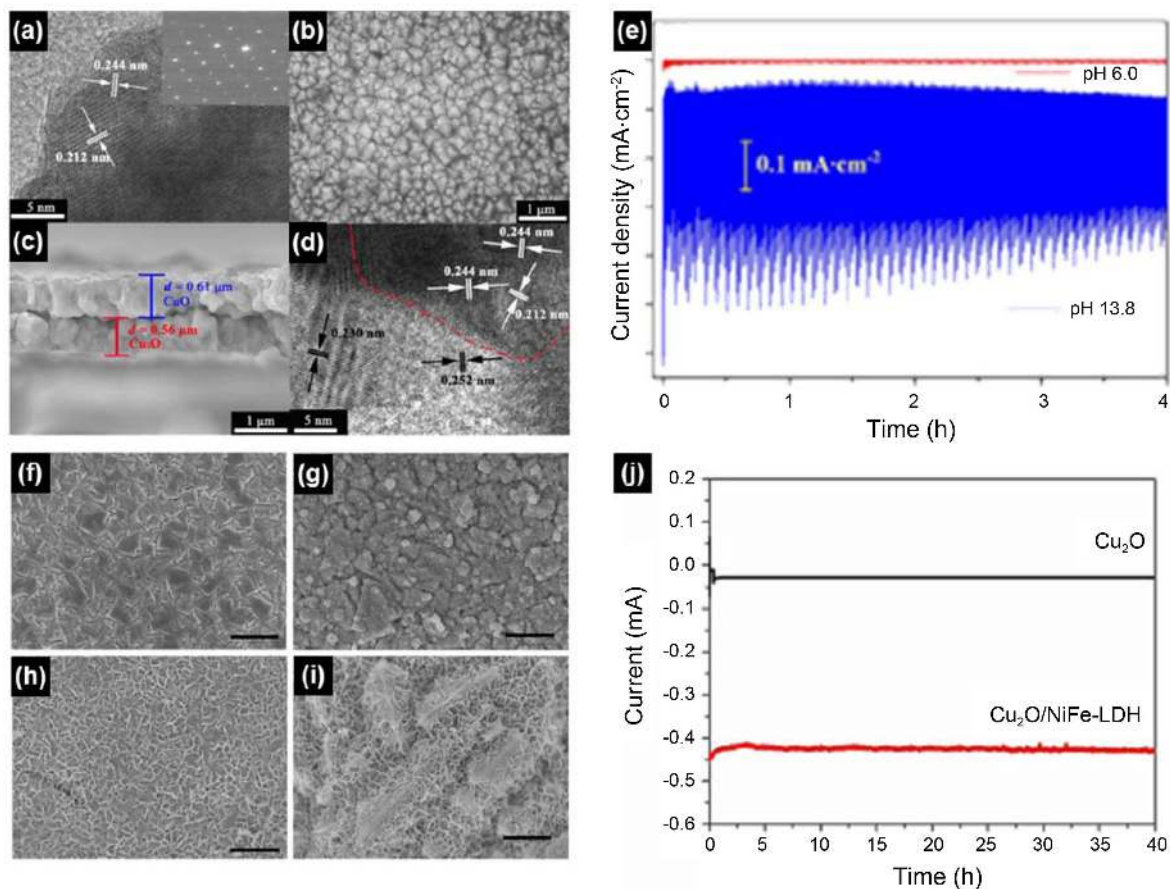 (a)
0.244 nm
0.212 nm
5 nm
(b)
1 μm
(c)
d = 0.61 μm
CuO
d = 0.56 μm
Cu₂O
1 μm
(d)
0.244 nm
0.244 nm
0.212 nm
0.230 nm
0.252 nm
5 nm
(e)
Current density (mA·cm⁻²)
pH 6.0
0.1 mA·cm⁻²
pH 13.8
0 1 2 3 4
Time (h)
(f)
(g)
(h)
(i)
(j)
Current (mA)
0.2
0.1
0.0
-0.1
-0.2
-0.3
-0.4
-0.5
-0.6
Cu₂O
Cu₂O/NiFe-LDH
0 5 10 15 20 25 30 35 40
Time (h)